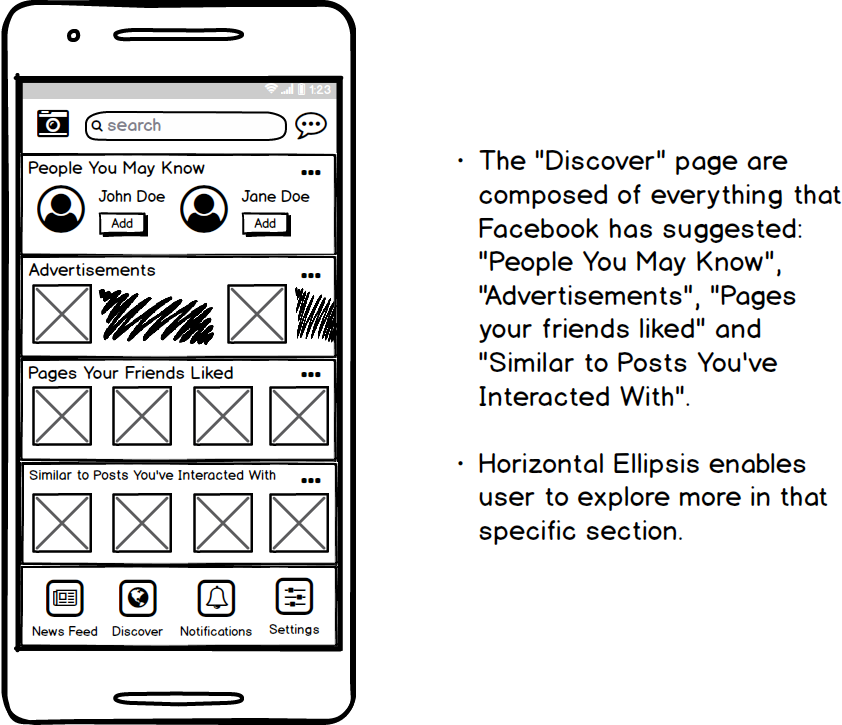 1:23
search
People You May Know
John Doe
Jane Doe
Add
Add
Advertisements
Pages Your Friends Liked
Similar to Posts You've Interacted With
News Feed
Discover
Notifications
Settings
· The "Discover" page are
composed of everything that
Facebook has suggested:
"People You May Know",
"Advertisements", "Pages
your friends liked" and
"Similar to Posts You've
Interacted With".
· Horizontal Ellipsis enables
user to explore more in that
specific section.